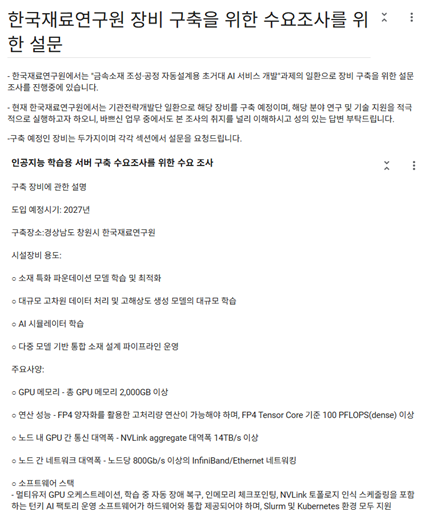 한국재료연구원 장비 구축을 위한 수요조사를 위
한 설문
- 한국재료연구원에서는 "금속소재 조성·공정 자동설계용 초거대 AI 서비스 개발"과제의 일환으로 장비 구축을 위한 설문
조사를 진행중에 있습니다.
- 현재 한국재료연구원에서는 기관전략개발단 일환으로 해당 장비를 구축 예정이며, 해당 분야 연구 및 기술 지원을 적극
적으로 실행하고자 하오니, 바쁘신 업무 중에서도 본 조사의 취지를 널리 이해하시고 성의 있는 답변 부탁드립니다.
-구축 예정인 장비는 두가지이며 각각 섹션에서 설문을 요청드립니다.
인공지능 학습용 서버 구축 수요조사를 위한 수요 조사
구축 장비에 관한 설명
도입 예정시기: 2027년
구축장소:경상남도 창원시 한국재료연구원
시설장비 용도:
○ 소재 특화 파운데이션 모델 학습 및 최적화
○ 대규모 고차원 데이터 처리 및 고해상도 생성 모델의 대규모 학습
○ AI 시뮬레이터 학습
○ 다중 모델 기반 통합 소재 설계 파이프라인 운영
주요사양:
○ GPU 메모리 - 총 GPU 메모리 2,000GB 이상
○ 연산 성능 - FP4 양자화를 활용한 고처리량 연산이 가능해야 하며, FP4 Tensor Core 기준 100 PFLOPS(dense) 이상
○ 노드 내 GPU 간 통신 대역폭 - NVLink aggregate 대역폭 14TB/s 이상
○ 노드 간 네트워크 대역폭 - 노드당 800Gb/s 이상의 InfiniBand/Ethernet 네트워킹
○ 소프트웨어 스택
- 멀티유저 GPU 오케스트레이션, 학습 중 자동 장애 복구, 인메모리 체크포인팅, NVLink 토폴로지 인식 스케줄링을 포함
하는 턴키 AI 팩토리 운영 소프트웨어가 하드웨어와 통합 제공되어야 하며, Slurm 및 Kubernetes 환경 모두 지원